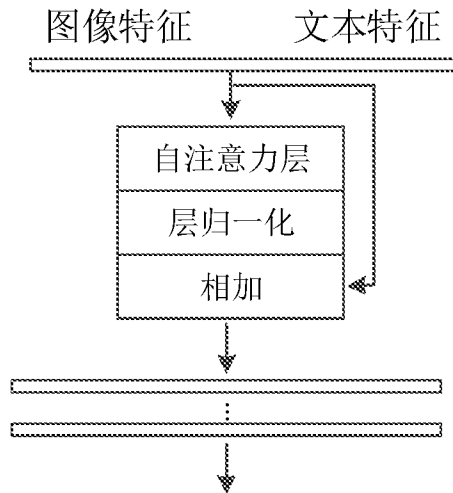 图像特征 文本特征
自注意力层
层归一化
相加